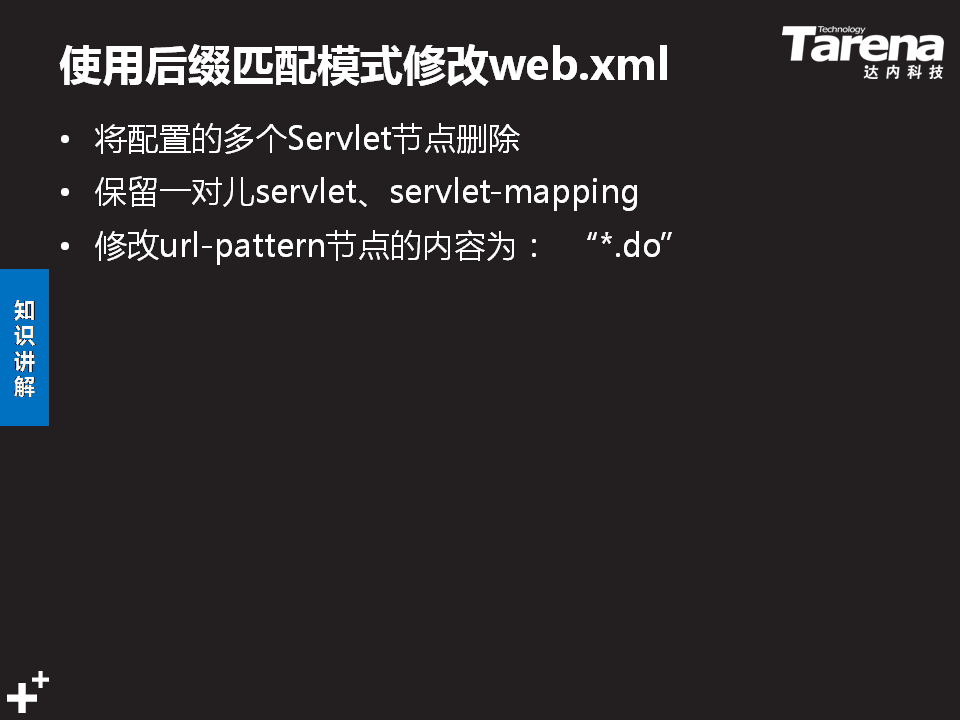 使用后缀匹配模式修改web.xml
Technology
Tarena
达内科技
• 将配置的多个Servlet节点删除
• 保留一对儿servlet、servlet-mapping
• 修改url-pattern节点的内容为： “*.do”
知
识
讲
解